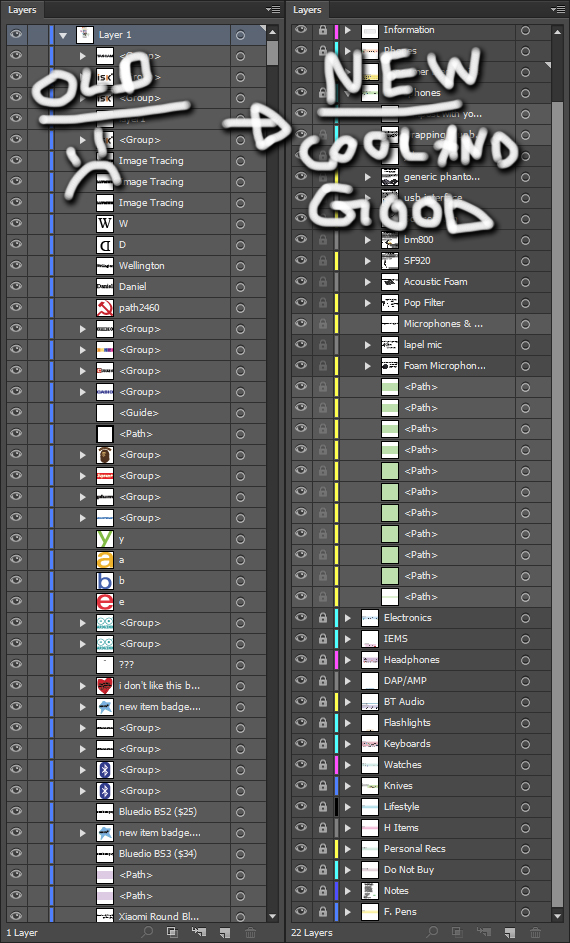 Layers
OLD
Layer 1
<Group>
<Group>
<Group>
<Group>
Image Tracing
Image Tracing
Image Tracing
W
D
Wellington
Daniel
path2460
<Group>
<Group>
<Group>
<Group>
<Guide>
<Path>
<Group>
<Group>
<Group>
<Group>
y
a
b
e
<Group>
<Group>
???
i don't like this b...
new item badge....
<Group>
<Group>
<Group>
<Group>
Bluedio BS2 ($25)
new item badge....
Bluedio BS3 ($34)
<Path>
<Path>
Xiaomi Round Bl...
1 Layer
Layers
Information
NEW
COOL AND
GOOD
generic phanto...
usb interface
bm800
SF920
Acoustic Foam
Pop Filter
Microphones & ...
lapel mic
Foam Microphon...
<Path>
<Path>
<Path>
<Path>
<Path>
<Path>
<Path>
<Path>
<Path>
<Path>
<Path>
Electronics
IEMS
Headphones
DAP/AMP
BT Audio
Flashlights
Keyboards
Watches
Knives
Lifestyle
H Items
Personal Recs
Do Not Buy
Notes
F. Pens
22 Layers